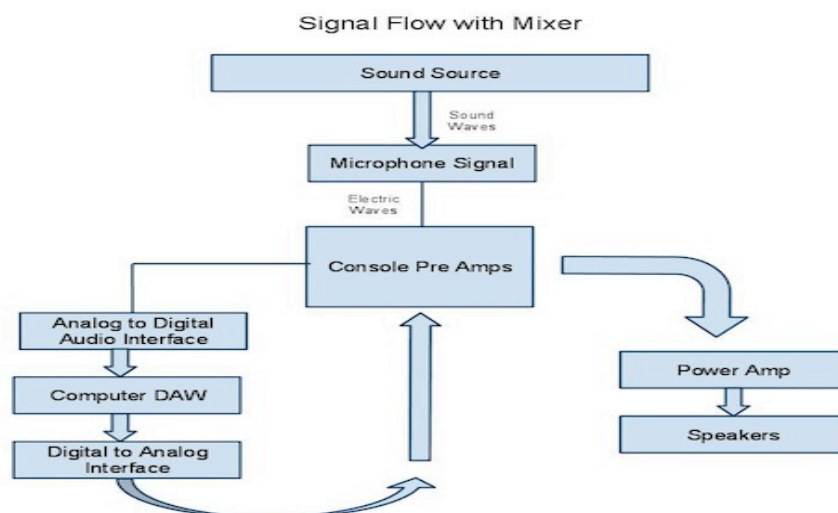 Signal Flow with Mixer
Sound Source
Sound
Waves
Microphone Signal
Electric
Waves
Console Pre Amps
Analog to Digital
Audio Interface
Computer DAW
Digital to Analog
Interface
Power Amp
Speakers